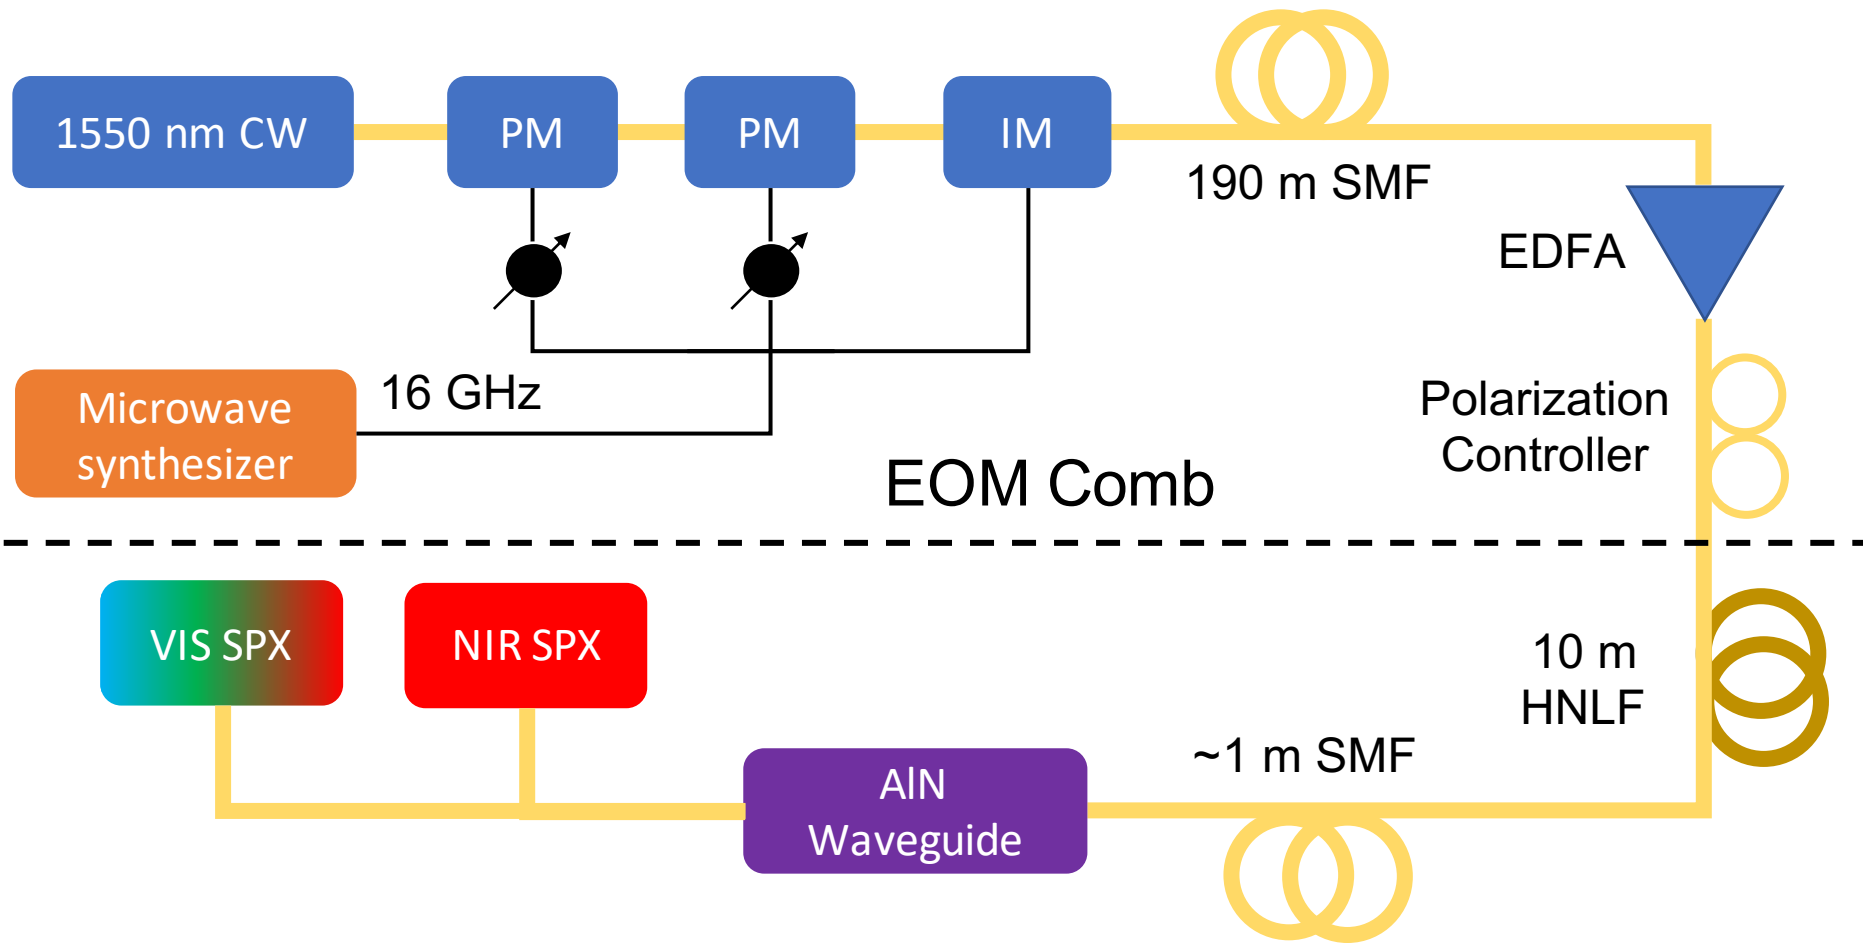 1550 nm CW
PM
PM
IM
190 m SMF
EDFA
Microwave
synthesizer
16 GHz
Polarization
Controller
EOM Comb
VIS SPX
NIR SPX
10 m
HNLF
~1 m SMF
AlN
Waveguide